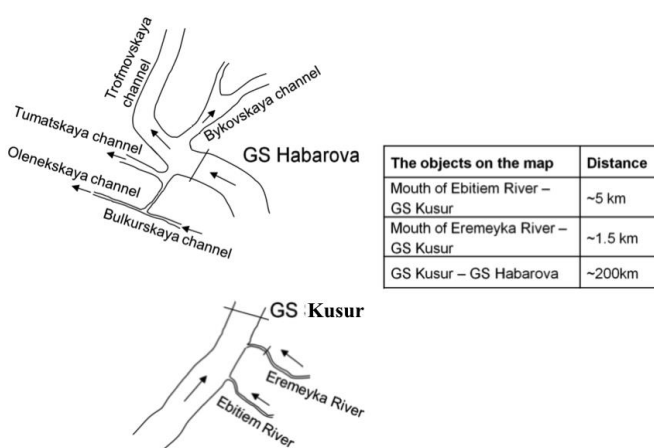 Trofmovskaya
channel
Bykovskaya channel
Tumatskaya channel
GS Habarova
Olenekskaya channel
Bulkurskaya channel
The objects on the map Distance
Mouth of Ebitiem River –
GS Kusur
~5 km
Mouth of Eremeyka River –
GS Kusur
~1.5 km
GS Kusur – GS Habarova ~200km
GS Kusur
Eremeyka River
Ebitiem River